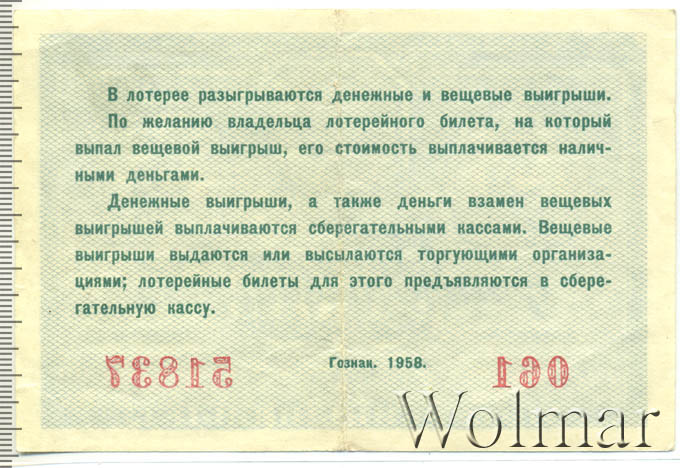 В лотерее разыгрываются денежные и вещевые выигрыши.
По желанию владельца лотерейного билета, на который
выпал вещевой выигрыш, его стоимость выплачивается налич-
ными деньгами.
Денежные выигрыши, а также деньги взамен вещевых
выигрышей выплачиваются сберегательными кассами. Вещевые
выигрыши выдаются или высылаются торгующими организа-
циями; лотерейные билеты для этого предъявляются в сбере-
гательную кассу.
51837 Гознак. 1958. 061
Wolmar